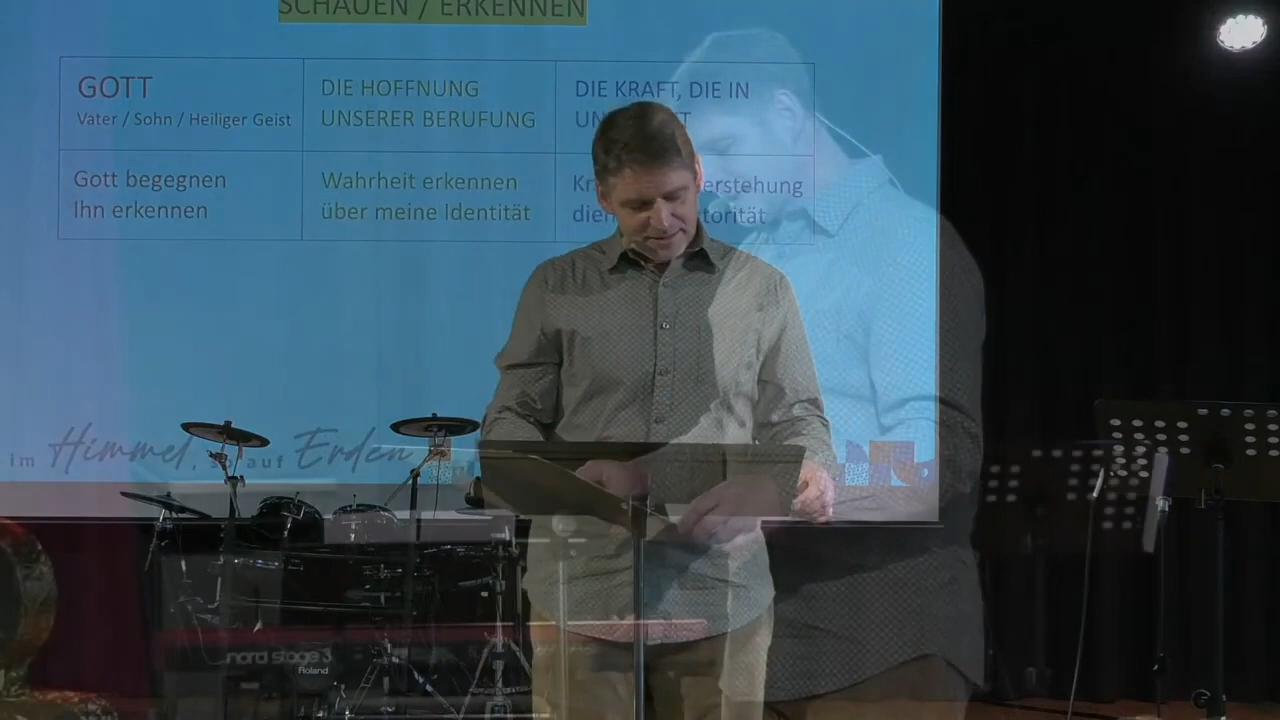 SCHAUEN / ERKENNEN
GOTT
Vater / Sohn / Heiliger Geist
DIE HOFFNUNG
UNSERER BERUFUNG
DIE KRAFT, DIE IN
Gott begegnen
Ihn erkennen
Wahrheit erkennen
über meine Identität
im Himmel, auf Erden
nord stage 3
Roland